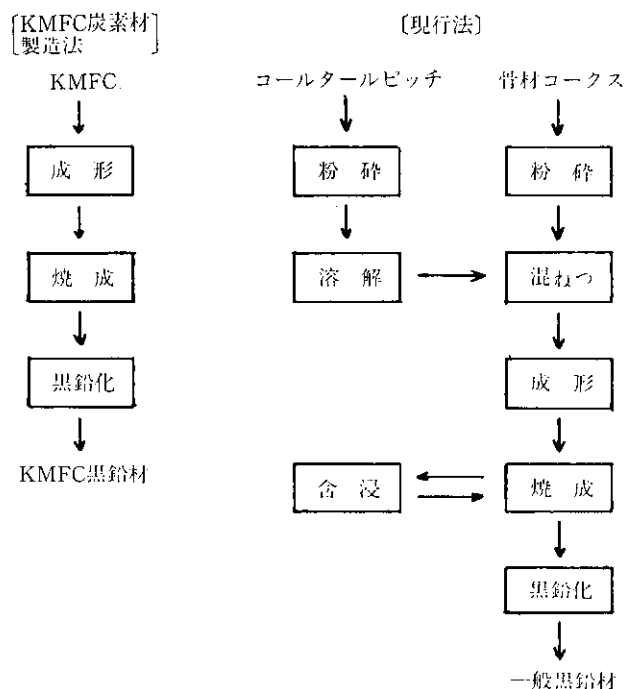 〔KMFC炭素材
製造法〕
〔現行法〕
KMFC
コールタールピッチ
骨材コークス
成 形
粉 砕
粉 砕
焼 成
溶 解
混ねつ
黒鉛化
成 形
KMFC黒鉛材
含 浸
焼 成
黒鉛化
一般黒鉛材